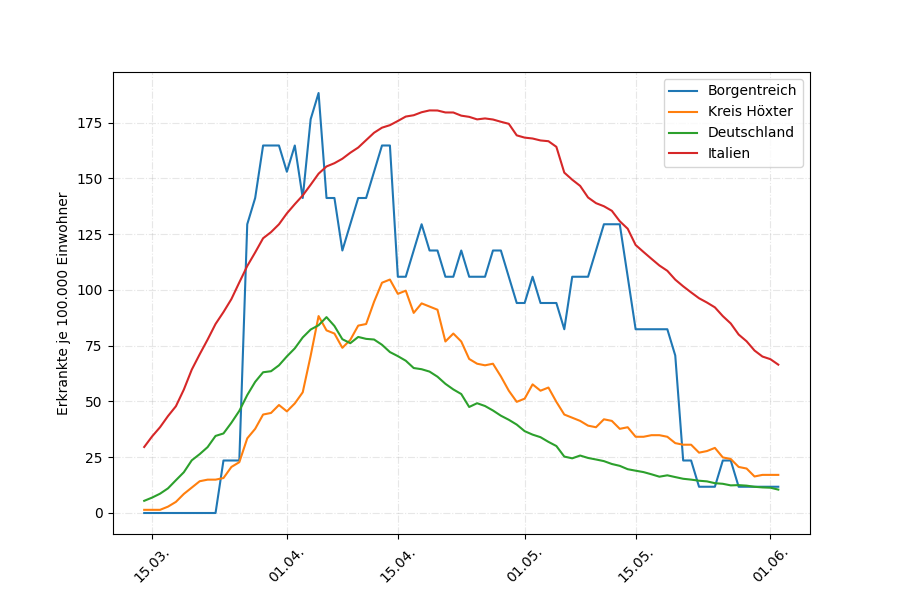 Erkrankte je 100.000 Einwohner
175
150
125
100
75
50
25
0
15.03.
01.04.
15.04.
01.05.
15.05.
01.06.
Borgentreich
Kreis Höxter
Deutschland
Italien